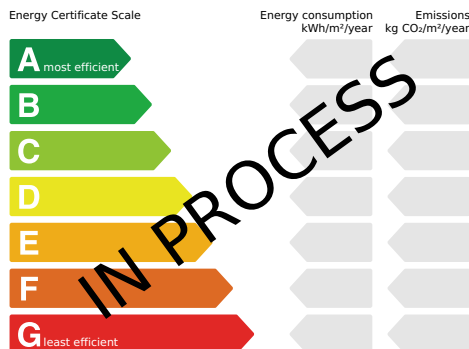 Energy Certificate Scale
Energy consumption
kWh/m²/year
Emissions
kg CO₂/m²/year
A most efficient
B
C
D
E
F
G least efficient
IN PROCESS